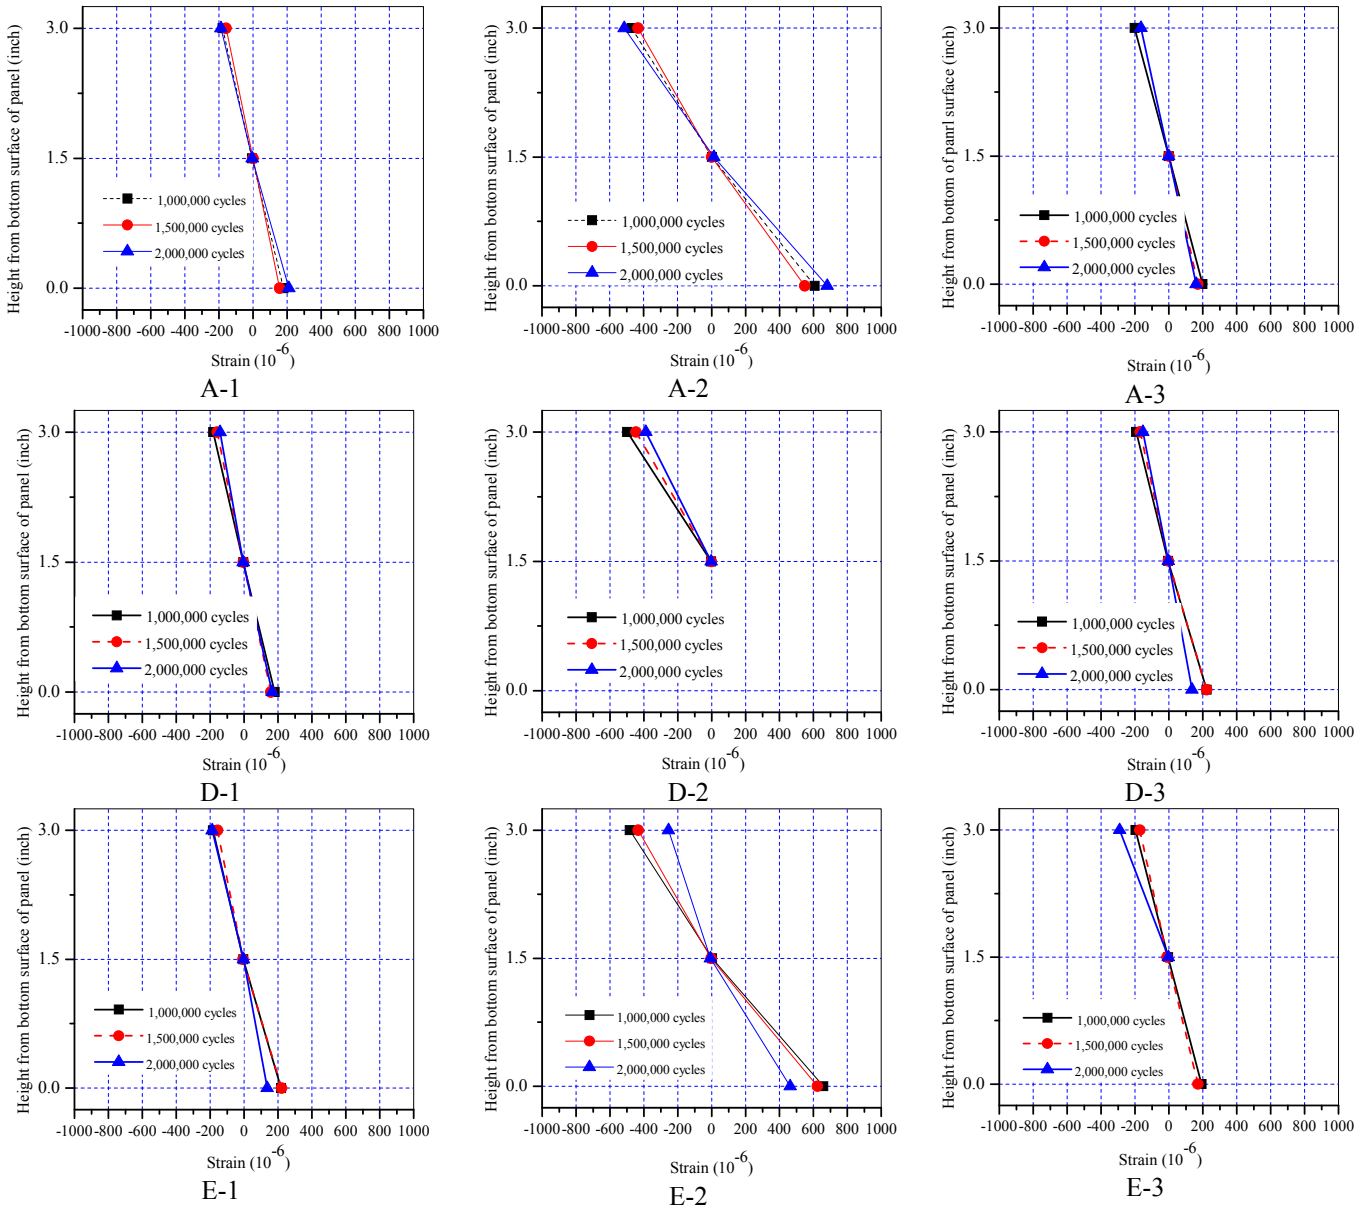 Height from bottom surface of panel (inch)
3.0
1.5
0.0
1,000,000 cycles
1,500,000 cycles
2,000,000 cycles
-1000 -800 -600 -400 -200 0 200 400 600 800 1000
Strain (10-6)
A-1
Height from bottom surface of panel (inch)
3.0
1.5
0.0
1,000,000 cycles
1,500,000 cycles
2,000,000 cycles
-1000 -800 -600 -400 -200 0 200 400 600 800 1000
Strain (10-6)
A-2
Height from bottom of panrl surface (inch)
3.0
1.5
0.0
1,000,000 cycles
1,500,000 cycles
2,000,000 cycles
-1000 -800 -600 -400 -200 0 200 400 600 800 1000
Strain (10-6)
A-3
Height from bottom surface of panel (inch)
3.0
1.5
0.0
1,000,000 cycles
1,500,000 cycles
2,000,000 cycles
-1000 -800 -600 -400 -200 0 200 400 600 800 1000
Strain (10-6)
D-1
Height from bottom surface of panel (inch)
3.0
1.5
0.0
1,000,000 cycles
1,500,000 cycles
2,000,000 cycles
-1000 -800 -600 -400 -200 0 200 400 600 800 1000
Strain (10-6)
D-2
Height from bottom surface of panel (inch)
3.0
1.5
0.0
1,000,000 cycles
1,500,000 cycles
2,000,000 cycles
-1000 -800 -600 -400 -200 0 200 400 600 800 1000
Strain (10-6)
D-3
Height from bottom surface of panel (inch)
3.0
1.5
0.0
1,000,000 cycles
1,500,000 cycles
2,000,000 cycles
-1000 -800 -600 -400 -200 0 200 400 600 800 1000
Strain (10-6)
E-1
Height from bottom surface of panel (inch)
3.0
1.5
0.0
1,000,000 cycles
1,500,000 cycles
2,000,000 cycles
-1000 -800 -600 -400 -200 0 200 400 600 800 1000
Strain (10-6)
E-2
Height from bottom surface of panel (inch)
3.0
1.5
0.0
1,000,000 cycles
1,500,000 cycles
2,000,000 cycles
-1000 -800 -600 -400 -200 0 200 400 600 800 1000
Strain (10-6)
E-3